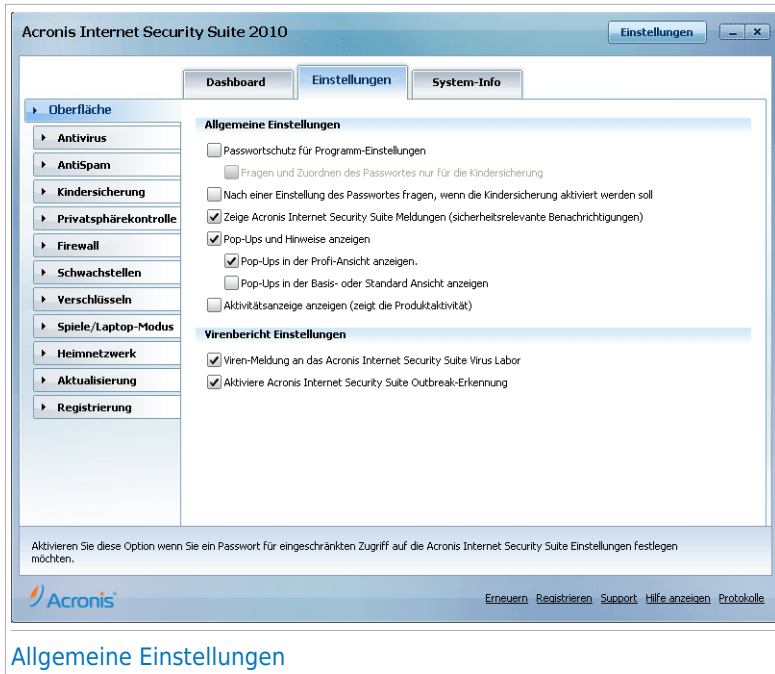 Acronis Internet Security Suite 2010
Einstellungen
Dashboard
Einstellungen
System-Info
Oberfläche
Antivirus
AntiSpam
Kindersicherung
Privatsphärekontrolle
Firewall
Schwachstellen
Verschlüsseln
Spiele/Laptop-Modus
Heimnetzwerk
Aktualisierung
Registrierung
Allgemeine Einstellungen
Passwortschutz für Programm-Einstellungen
Fragen und Zuordnen des Passwortes nur für die Kindersicherung
Nach einer Einstellung des Passwortes fragen, wenn die Kindersicherung aktiviert werden soll
Zeige Acronis Internet Security Suite Meldungen (sicherheitsrelevante Benachrichtigungen)
Pop-Ups und Hinweise anzeigen
Pop-Ups in der Profi-Ansicht anzeigen.
Pop-Ups in der Basis- oder Standard Ansicht anzeigen
Aktivitätsanzeige anzeigen (zeigt die Produktaktivität)
Virenbericht Einstellungen
Viren-Meldung an das Acronis Internet Security Suite Virus Labor
Aktiviere Acronis Internet Security Suite Outbreak-Erkennung
Aktivieren Sie diese Option wenn Sie ein Passwort für eingeschränkten Zugriff auf die Acronis Internet Security Suite Einstellungen festlegen
möchten.
Acronis
Erneuern Registrieren Support Hilfe anzeigen Protokolle
Allgemeine Einstellungen